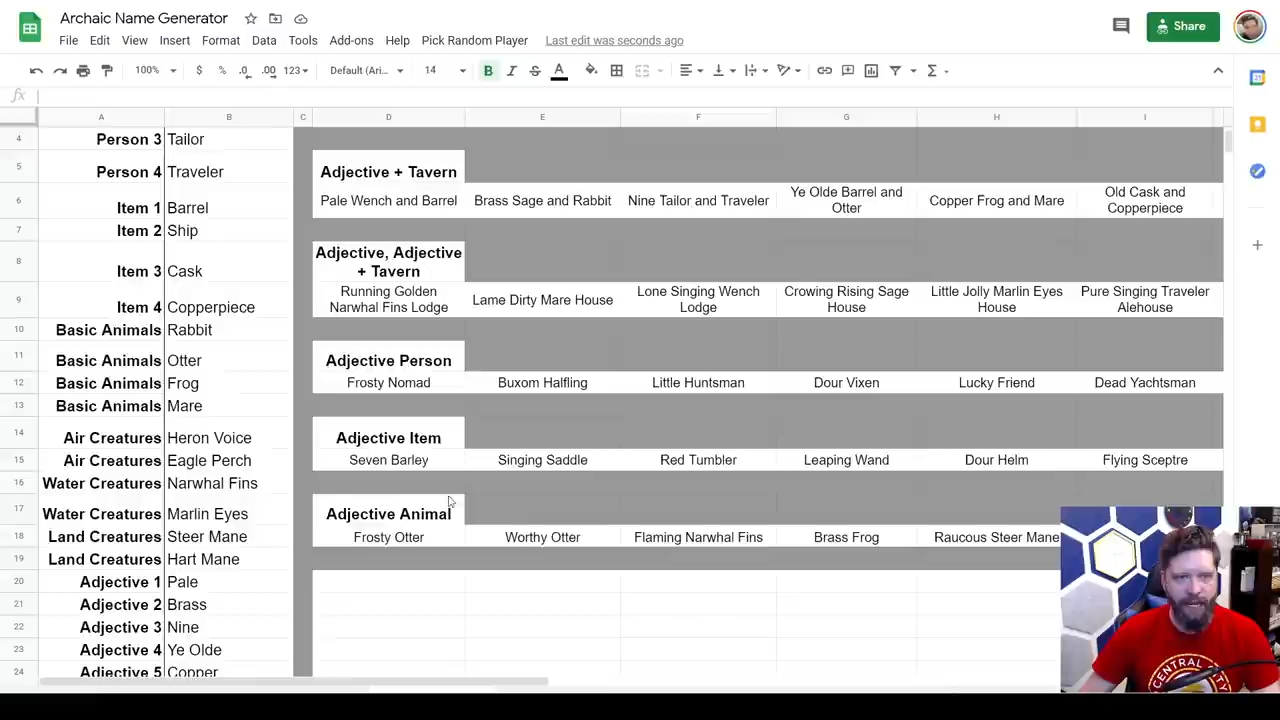 Archaic Name Generator
Share
File Edit View Insert Format Data Tools Add-ons Help Pick Random Player Last edit was seconds ago
100% $ % .0 .00 123 Default (Ari... 14 B I S A
fx
A B C D E F G H I
4 Person 3 Tailor
5 Person 4 Traveler Adjective + Tavern
6 Item 1 Barrel Pale Wench and Barrel Brass Sage and Rabbit Nine Tailor and Traveler Ye Olde Barrel and Otter Copper Frog and Mare Old Cask and Copperpiece
7 Item 2 Ship
8 Item 3 Cask Adjective, Adjective + Tavern
9 Item 4 Copperpiece Running Golden Narwhal Fins Lodge Lame Dirty Mare House Lone Singing Wench Lodge Crowing Rising Sage House Little Jolly Marlin Eyes House Pure Singing Traveler Alehouse
10 Basic Animals Rabbit
11 Basic Animals Otter Adjective Person
12 Basic Animals Frog Frosty Nomad Buxom Halfling Little Huntsman Dour Vixen Lucky Friend Dead Yachtsman
13 Basic Animals Mare
14 Air Creatures Heron Voice Adjective Item
15 Air Creatures Eagle Perch Seven Barley Singing Saddle Red Tumbler Leaping Wand Dour Helm Flying Sceptre
16 Water Creatures Narwhal Fins
17 Water Creatures Marlin Eyes Adjective Animal
18 Land Creatures Steer Mane Frosty Otter Worthy Otter Flaming Narwhal Fins Brass Frog Raucous Steer Mane
19 Land Creatures Hart Mane
20 Adjective 1 Pale
21 Adjective 2 Brass
22 Adjective 3 Nine
23 Adjective 4 Ye Olde
24 Adjective 5 Copper
CENTRAL CITY